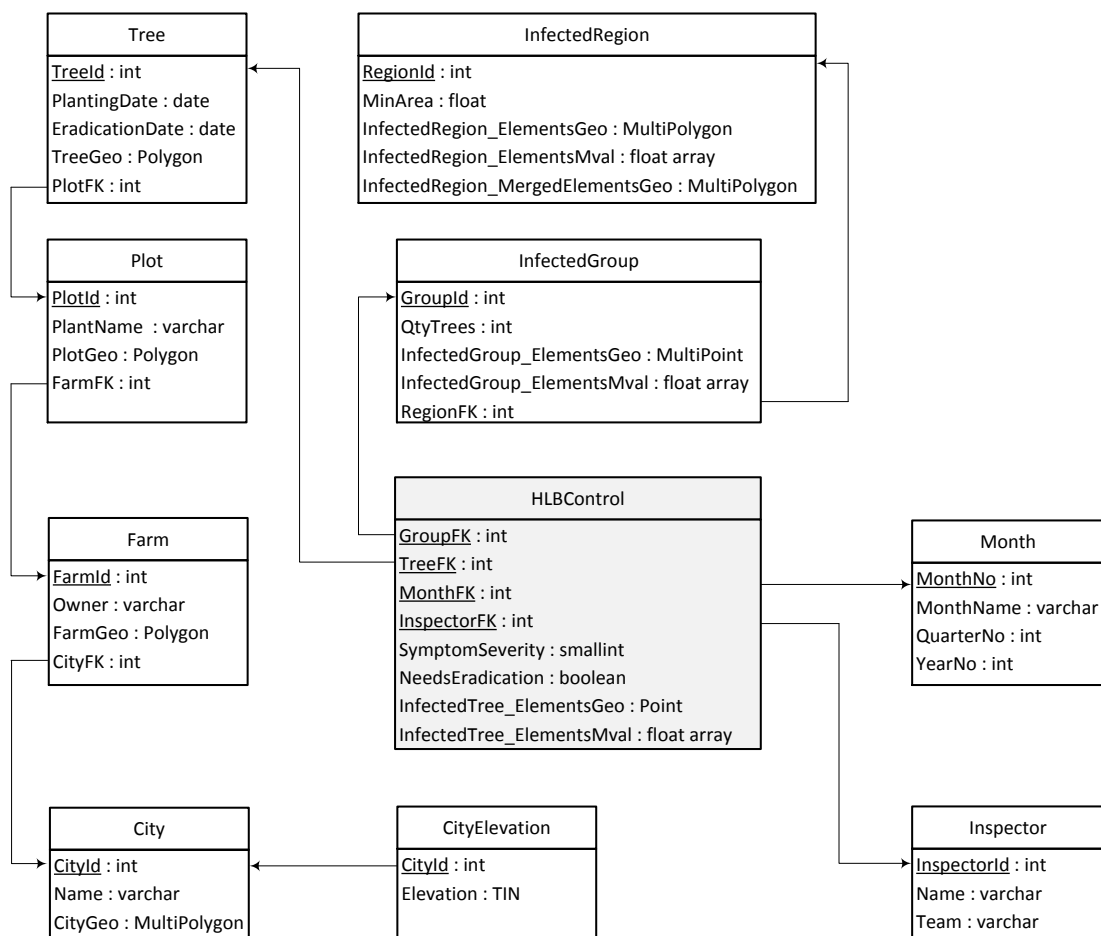 Tree
TreeId : int
PlantingDate : date
EradicationDate : date
TreeGeo : Polygon
PlotFK : int
InfectedRegion
RegionId : int
MinArea : float
InfectedRegion_ElementsGeo : MultiPolygon
InfectedRegion_ElementsMval : float array
InfectedRegion_MergedElementsGeo : MultiPolygon
Plot
PlotId : int
PlantName : varchar
PlotGeo : Polygon
FarmFK : int
InfectedGroup
GroupId : int
QtyTrees : int
InfectedGroup_ElementsGeo : MultiPoint
InfectedGroup_ElementsMval : float array
RegionFK : int
HLBControl
GroupFK : int
TreeFK : int
MonthFK : int
InspectorFK : int
SymptomSeverity : smallint
NeedsEradication : boolean
InfectedTree_ElementsGeo : Point
InfectedTree_ElementsMval : float array
Farm
FarmId : int
Owner : varchar
FarmGeo : Polygon
CityFK : int
Month
MonthNo : int
MonthName : varchar
QuarterNo : int
YearNo : int
City
CityId : int
Name : varchar
CityGeo : MultiPolygon
CityElevation
CityId : int
Elevation : TIN
Inspector
InspectorId : int
Name : varchar
Team : varchar